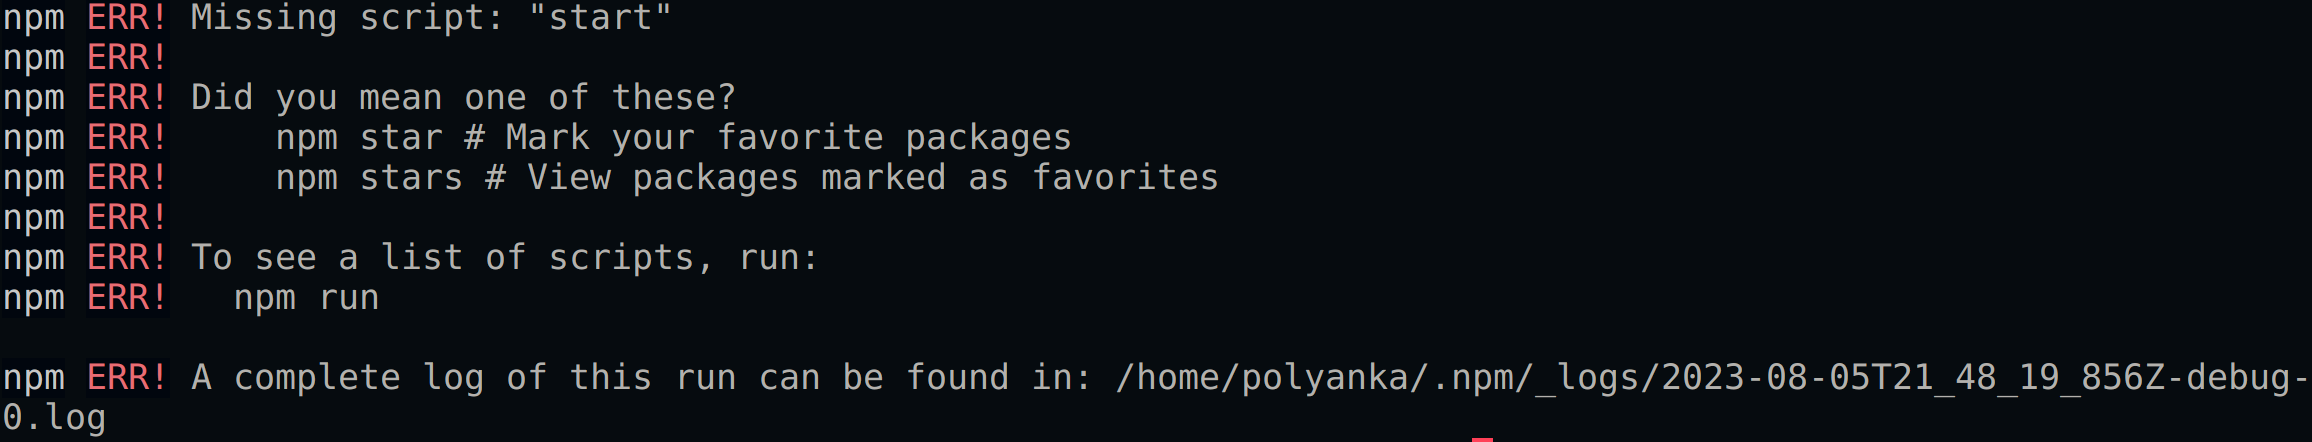 npm ERR! Missing script: "start"
npm ERR!
npm ERR! Did you mean one of these?
npm ERR!     npm star # Mark your favorite packages
npm ERR!     npm stars # View packages marked as favorites
npm ERR!
npm ERR! To see a list of scripts, run:
npm ERR!   npm run
npm ERR! A complete log of this run can be found in: /home/polyanka/.npm/_logs/2023-08-05T21_48_19_856Z-debug-
0.log